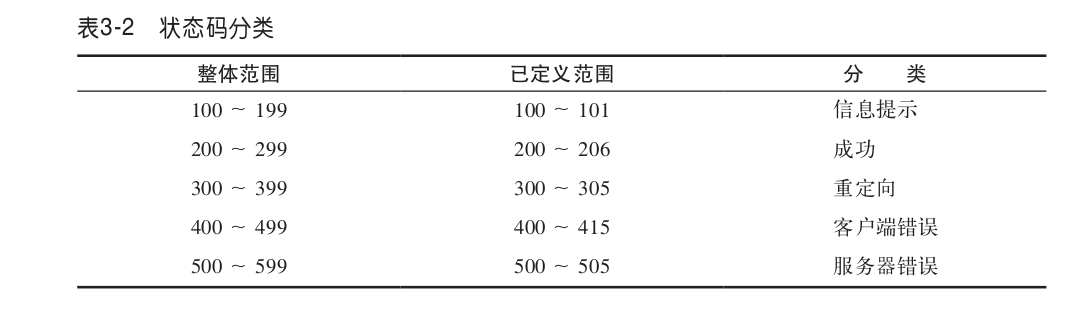 表3-2 状态码分类
整体范围 已定义范围 分 类
100 ~ 199 100 ~ 101 信息提示
200 ~ 299 200 ~ 206 成功
300 ~ 399 300 ~ 305 重定向
400 ~ 499 400 ~ 415 客户端错误
500 ~ 599 500 ~ 505 服务器错误